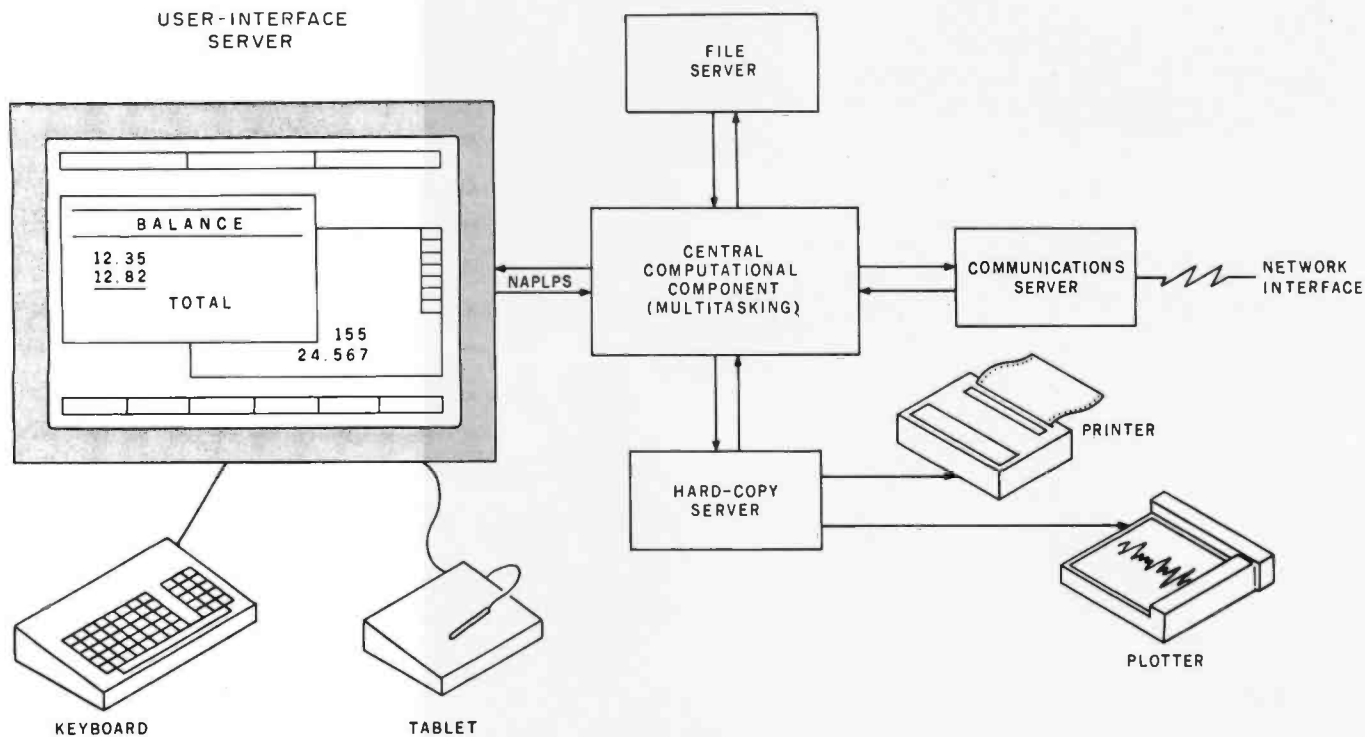 USER-INTERFACE
SERVER
FILE
SERVER
BALANCE
12.35
12.82
TOTAL
155
24.567
NAPLPS
CENTRAL
COMPUTATIONAL
COMPONENT
(MULTITASKING)
COMMUNICATIONS
SERVER
NETWORK
INTERFACE
HARD-COPY
SERVER
PRINTER
PLOTTER
KEYBOARD
TABLET